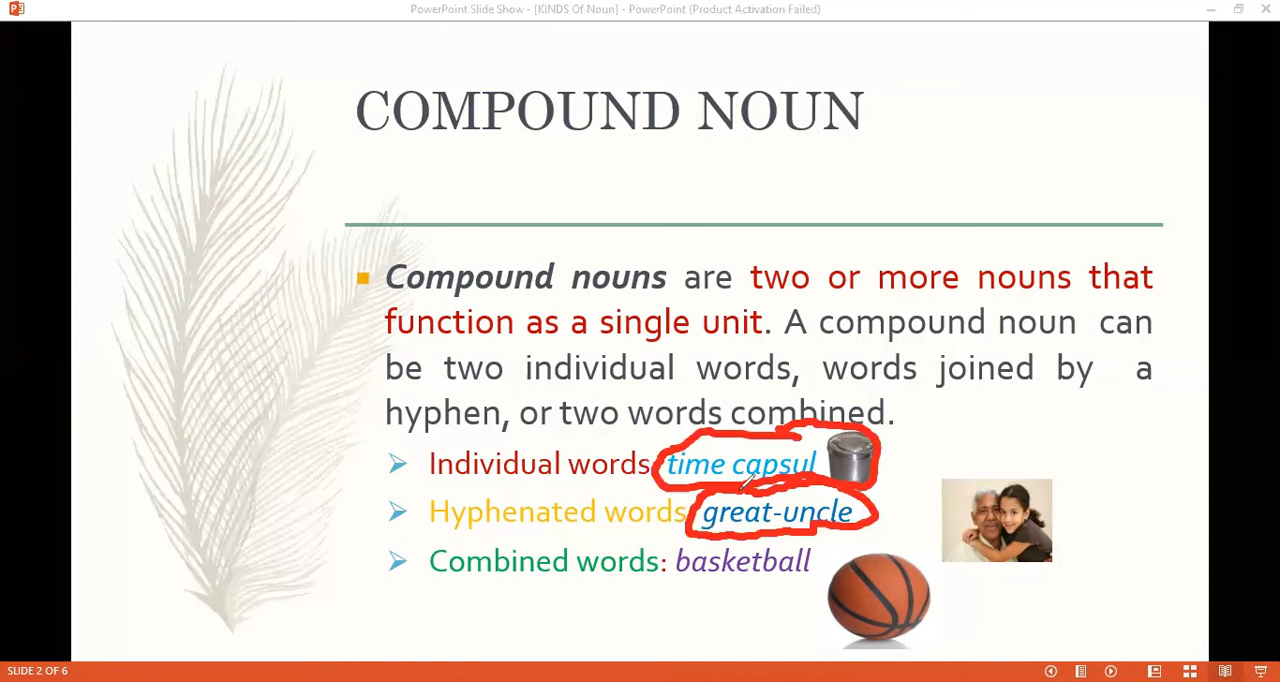 PowerPoint Slide Show - [KINDS Of Noun] - PowerPoint (Product Activation Failed)
COMPOUND NOUN
Compound nouns are two or more nouns that
function as a single unit. A compound noun can
be two individual words, words joined by a
hyphen, or two words combined.
Individual words: time capsul
Hyphenated words: great-uncle
Combined words: basketball
SLIDE 2 OF 6